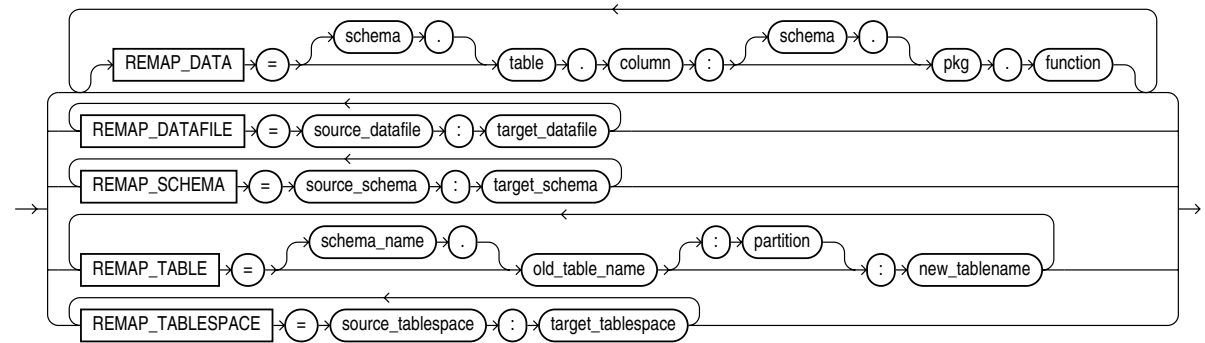 schema . schema .
REMAP_DATA = table . column : pkg . function
REMAP_DATAFILE = source_datafile : target_datafile
REMAP_SCHEMA = source_schema : target_schema
schema_name . : partition
REMAP_TABLE = old_table_name : new_tablename
REMAP_TABLESPACE = source_tablespace : target_tablespace